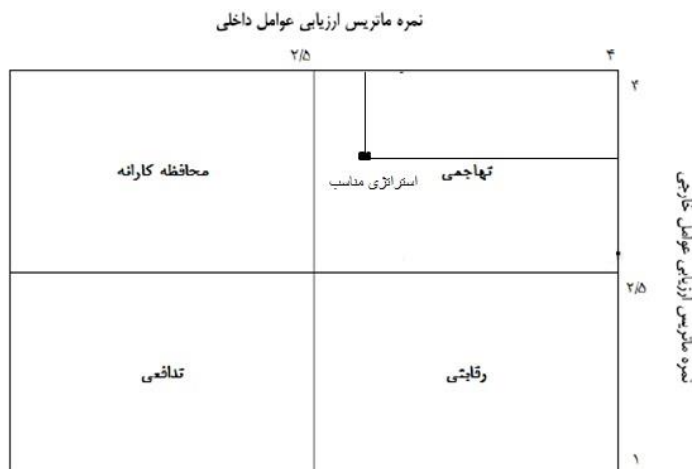 نمره ماتریس ارزیابی عوامل داخلی
۴
۲/۵
۴
تهاجمی
محافظه کارانه
استراتژی مناسب
نمره ماتریس ارزیابی عوامل خارجی
۲/۵
رقابتی
تدافعی
۱